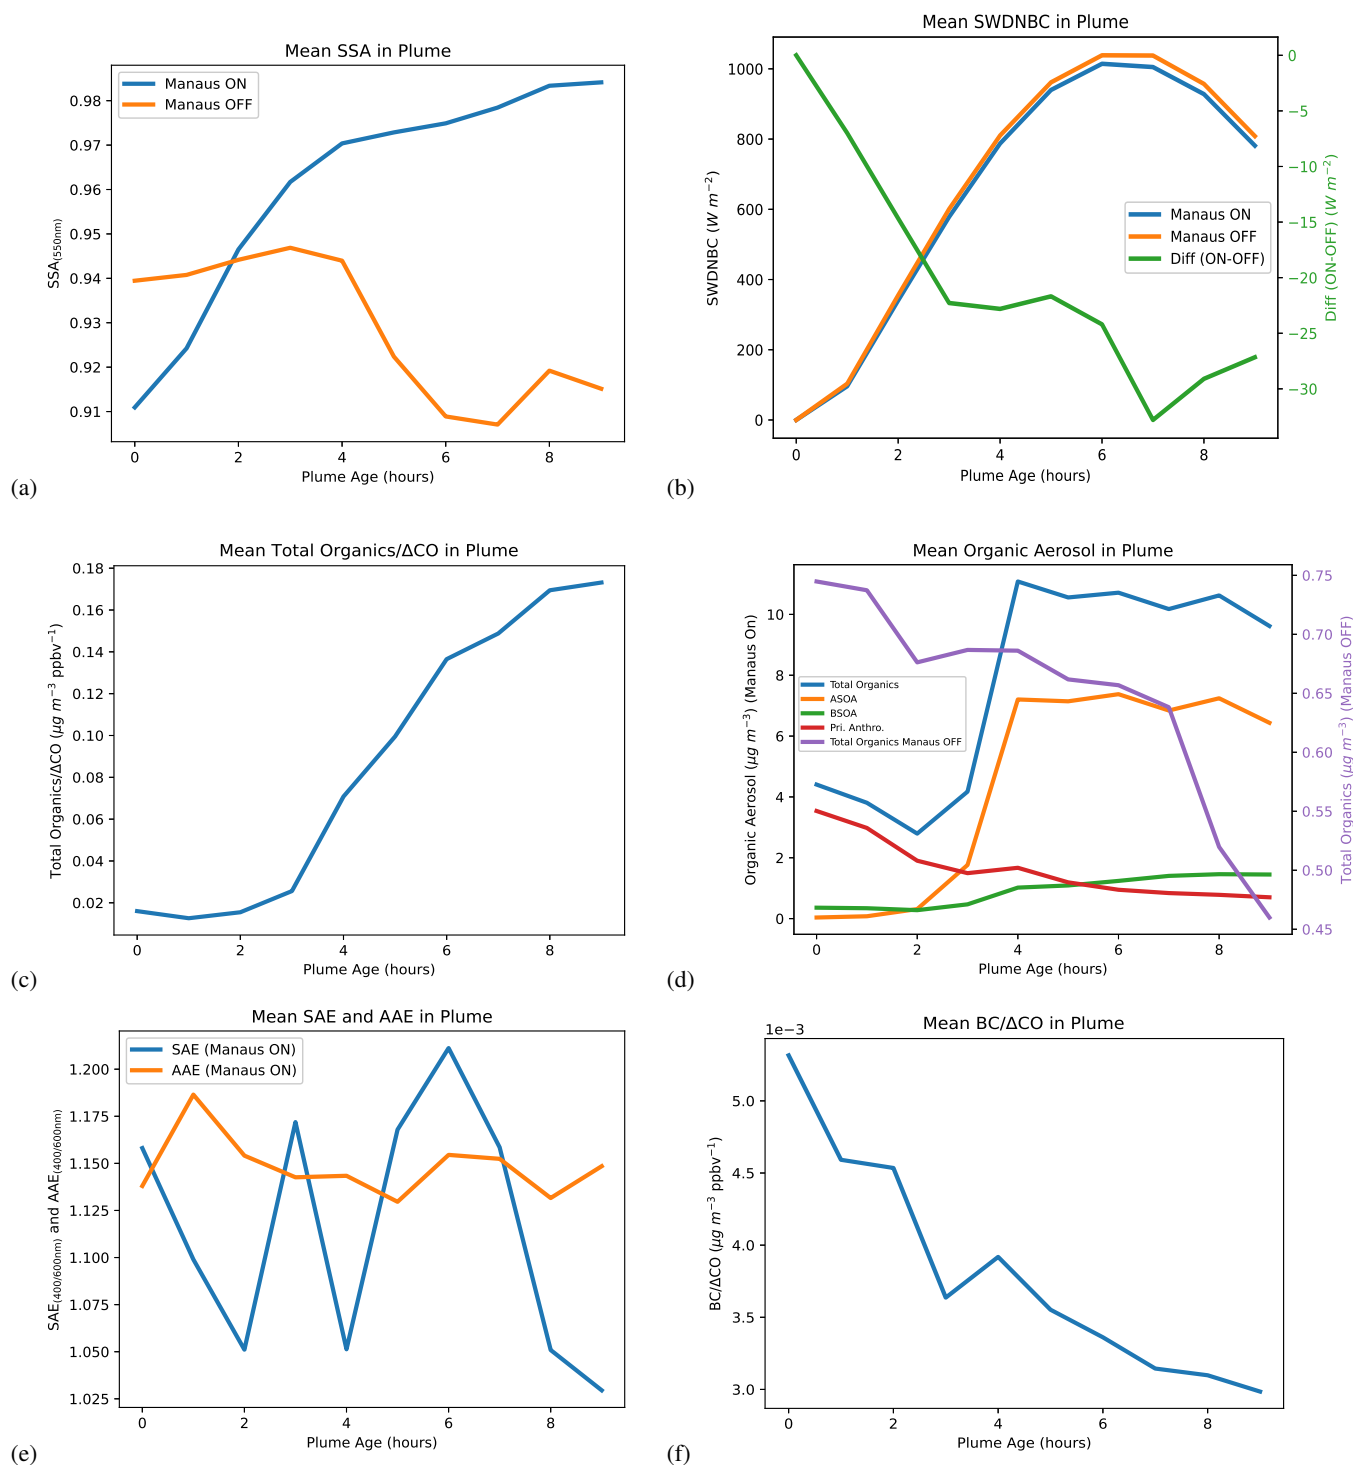 Mean SSA in Plume
Manaus ON
Manaus OFF
SSA(550nm)
0.98
0.97
0.96
0.95
0.94
0.93
0.92
0.91
0 2 4 6 8
Plume Age (hours)
(a)
Mean SWDNBC in Plume
SWDNBC (W m−2)
1000
800
600
400
200
0
Manaus ON
Manaus OFF
Diff (ON-OFF)
0
−5
−10
−15
−20
−25
−30
Diff (ON-OFF) (W m−2)
0 2 4 6 8
Plume Age (hours)
(b)
Mean Total Organics/ΔCO in Plume
Total Organics/ΔCO (μg m−3 ppbv−1)
0.18
0.16
0.14
0.12
0.10
0.08
0.06
0.04
0.02
0 2 4 6 8
Plume Age (hours)
(c)
Mean Organic Aerosol in Plume
Organic Aerosol (μg m−3) (Manaus On)
10
8
6
4
2
0
Total Organics
ASOA
BSOA
Pri. Anthro.
Total Organics Manaus OFF
0.75
0.70
0.65
0.60
0.55
0.50
0.45
Total Organics (μg m−3) (Manaus OFF)
0 2 4 6 8
Plume Age (hours)
(d)
Mean SAE and AAE in Plume
SAE (Manaus ON)
AAE (Manaus ON)
SAE(400/600nm) and AAE(400/600nm)
1.200
1.175
1.150
1.125
1.100
1.075
1.050
1.025
0 2 4 6 8
Plume Age (hours)
(e)
Mean BC/ΔCO in Plume
1e−3
BC/ΔCO (μg m−3 ppbv−1)
5.0
4.5
4.0
3.5
3.0
0 2 4 6 8
Plume Age (hours)
(f)